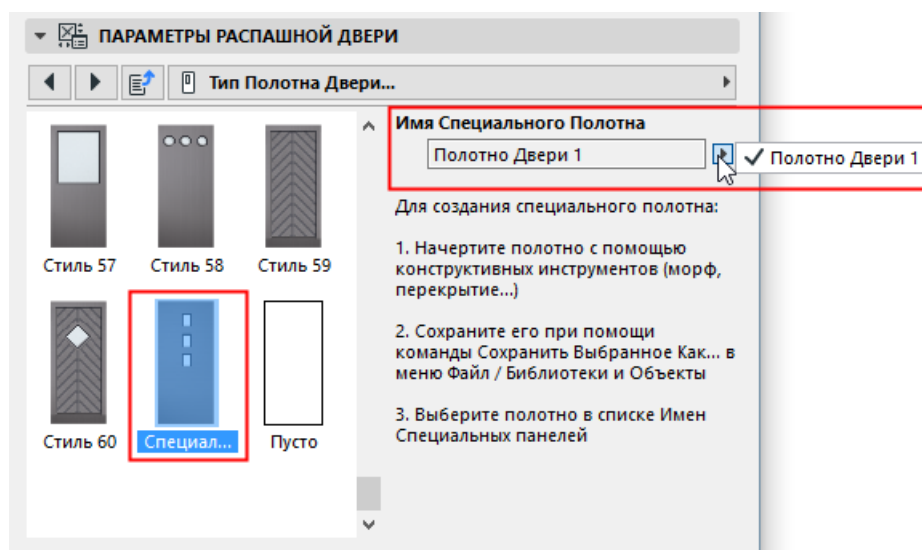 ПАРАМЕТРЫ РАСПАШНОЙ ДВЕРИ
Тип Полотна Двери...
Стиль 57 Стиль 58 Стиль 59
Стиль 60 Специал... Пусто
Имя Специального Полотна
Полотно Двери 1
Полотно Двери 1
Для создания специального полотна:
1. Начертите полотно с помощью
конструктивных инструментов (морф,
перекрытие...)
2. Сохраните его при помощи
команды Сохранить Выбранное Как... в
меню Файл / Библиотеки и Объекты
3. Выберите полотно в списке Имен
Специальных панелей